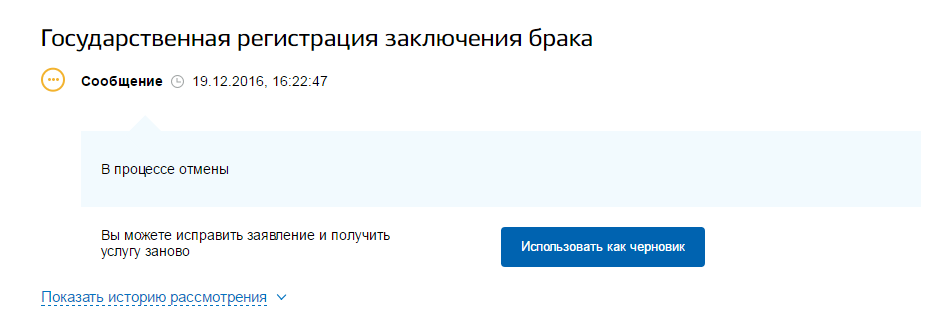 Государственная регистрация заключения брака
Сообщение 19.12.2016, 16:22:47
В процессе отмены
Вы можете исправить заявление и получить
услугу заново
Использовать как черновик
Показать историю рассмотрения